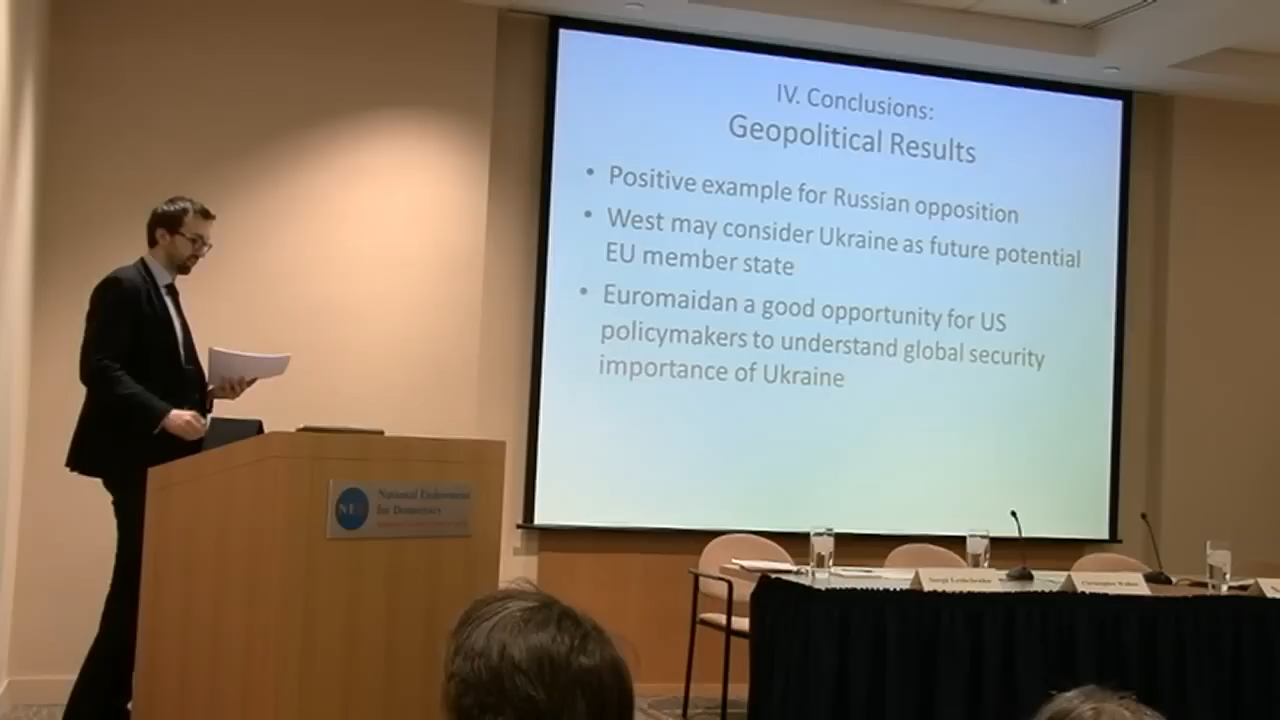 IV. Conclusions:
Geopolitical Results
• Positive example for Russian opposition
• West may consider Ukraine as future potential
EU member state
• Euromaidan a good opportunity for US
policymakers to understand global security
importance of Ukraine
National Endowment
for Democracy